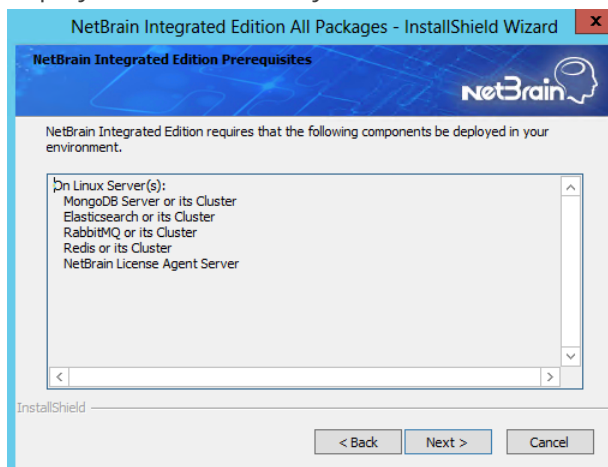 NetBrain Integrated Edition All Packages - InstallShield Wizard
x
NetBrain Integrated Edition Prerequisites
NetBrain
NetBrain Integrated Edition requires that the following components be deployed in your
environment.
On Linux Server(s):
MongoDB Server or its Cluster
Elasticsearch or its Cluster
RabbitMQ or its Cluster
Redis or its Cluster
NetBrain License Agent Server
InstallShield
< Back
Next >
Cancel